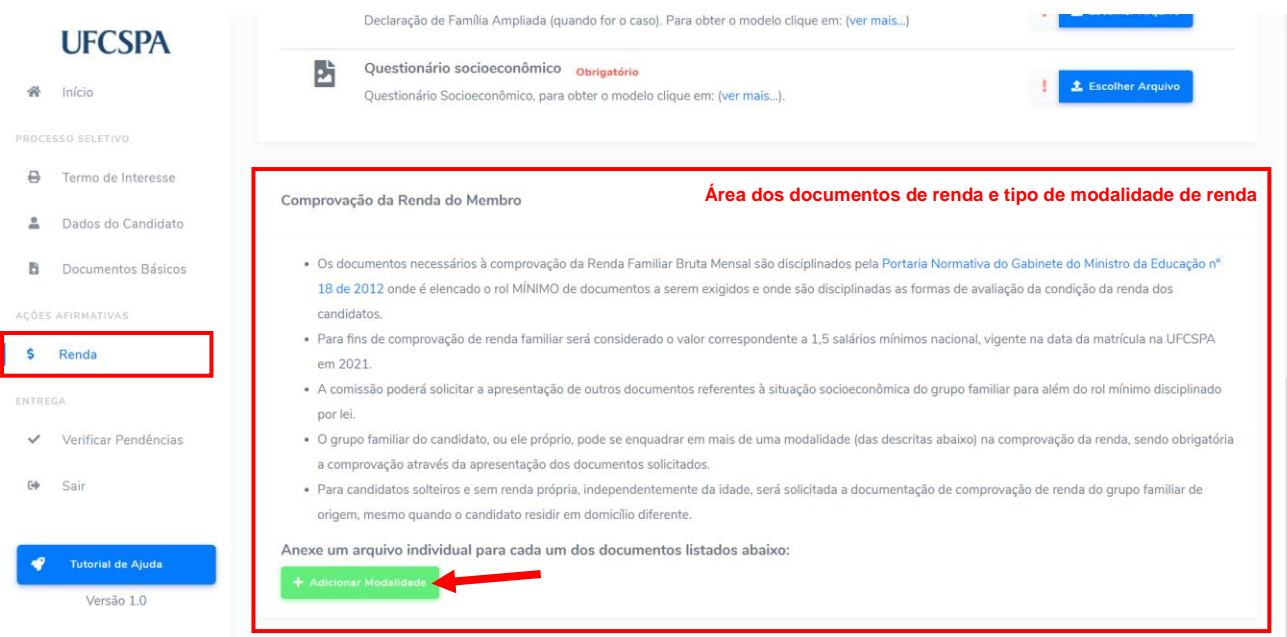 UFCSPA
Início
PROCESSO SELETIVO
Termo de Interesse
Dados do Candidato
Documentos Básicos
AÇÕES AFIRMATIVAS
$ Renda
ENTREGA
Verificar Pendências
Sair
Tutorial de Ajuda
Versão 1.0
Declaração de Família Ampliada (quando for o caso). Para obter o modelo clique em: (ver mais...)
Questionário socioeconômico Obrigatório
Questionário Socioeconômico, para obter o modelo clique em: (ver mais...).
! Escolher Arquivo
Comprovação da Renda do Membro
Área dos documentos de renda e tipo de modalidade de renda
• Os documentos necessários à comprovação da Renda Familiar Bruta Mensal são disciplinados pela Portaria Normativa do Gabinete do Ministro da Educação nº
18 de 2012 onde é elencado o rol MÍNIMO de documentos a serem exigidos e onde são disciplinadas as formas de avaliação da condição da renda dos
candidatos.
• Para fins de comprovação de renda familiar será considerado o valor correspondente a 1,5 salários mínimos nacional, vigente na data da matrícula na UFCSPA
em 2021.
• A comissão poderá solicitar a apresentação de outros documentos referentes à situação socioeconômica do grupo familiar para além do rol mínimo disciplinado
por lei.
• O grupo familiar do candidato, ou ele próprio, pode se enquadrar em mais de uma modalidade (das descritas abaixo) na comprovação da renda, sendo obrigatória
a comprovação através da apresentação dos documentos solicitados.
• Para candidatos solteiros e sem renda própria, independentemente da idade, será solicitada a documentação de comprovação de renda do grupo familiar de
origem, mesmo quando o candidato residir em domicílio diferente.
Anexe um arquivo individual para cada um dos documentos listados abaixo:
+ Adicionar Modalidade